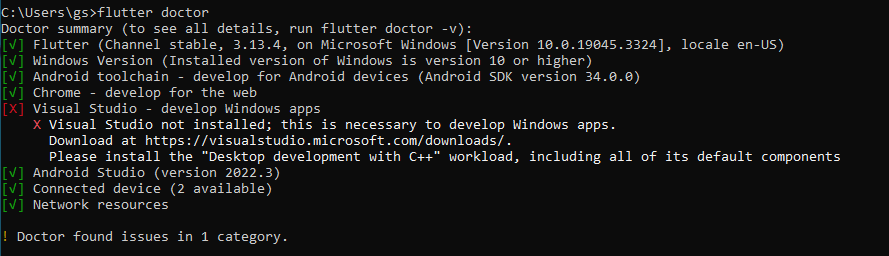 C:\Users\gs>flutter doctor
Doctor summary (to see all details, run flutter doctor -v):
[√] Flutter (Channel stable, 3.13.4, on Microsoft Windows [Version 10.0.19045.3324], locale en-US)
[√] Windows Version (Installed version of Windows is version 10 or higher)
[√] Android toolchain - develop for Android devices (Android SDK version 34.0.0)
[√] Chrome - develop for the web
[X] Visual Studio - develop Windows apps
    X Visual Studio not installed; this is necessary to develop Windows apps.
      Download at https://visualstudio.microsoft.com/downloads/.
      Please install the "Desktop development with C++" workload, including all of its default components
[√] Android Studio (version 2022.3)
[√] Connected device (2 available)
[√] Network resources
! Doctor found issues in 1 category.